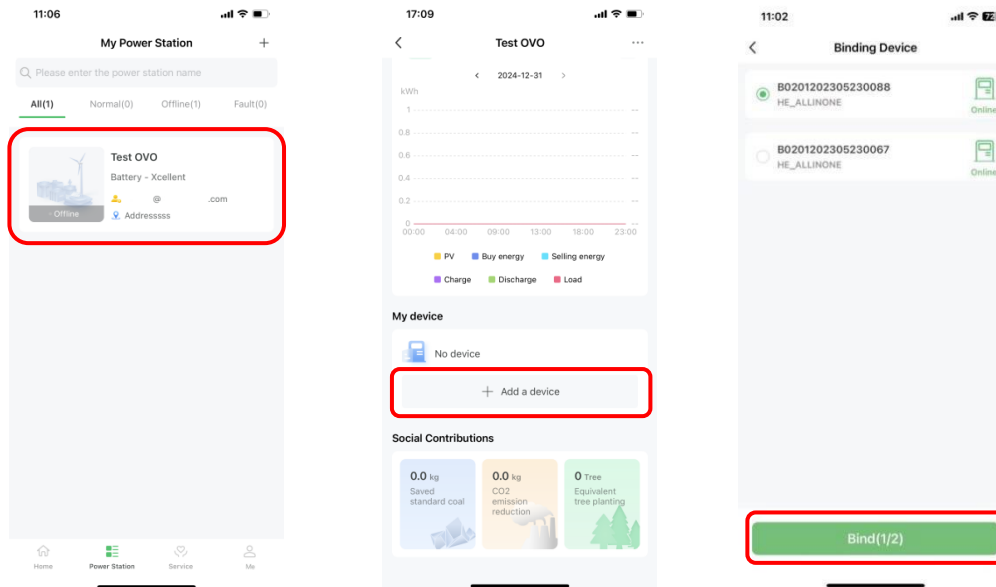 11:06
My Power Station
+
Please enter the power station name
All(1) Normal(0) Offline(1) Fault(0)
Test OVO
Battery - Xcellent
@ .com
- Offline
Addresssss
Home Power Station Service Me
17:09
Test OVO
...
< 2024-12-31 >
kWh
1 --
0.8 --
0.6 --
0.4 --
0.2 --
0 --
00:00 04:00 09:00 13:00 18:00 23:00
PV Buy energy Selling energy
Charge Discharge Load
My device
No device
+ Add a device
Social Contributions
0.0 kg
Saved
standard coal
0.0 kg
CO2
emission
reduction
0 Tree
Equivalent
tree planting
11:02
72
Binding Device
B0201202305230088
HE_ALLINONE
Online
B0201202305230067
HE_ALLINONE
Online
Bind(1/2)